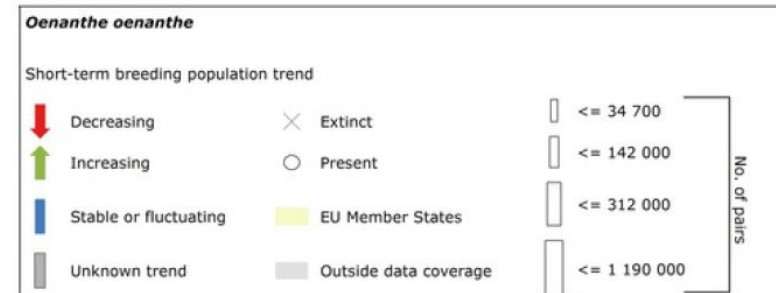 Oenanthe oenanthe
Short-term breeding population trend
Decreasing
Extinct
<= 34 700
Increasing
Present
<= 142 000
Stable or fluctuating
EU Member States
<= 312 000
Unknown trend
Outside data coverage
<= 1 190 000
No. of pairs